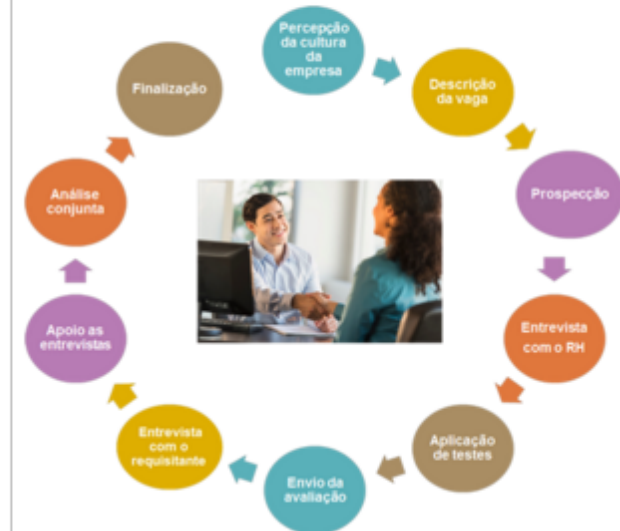 Percepção
da cultura
da
empresa
Descrição
da vaga
Prospecção
Entrevista
com o RH
Aplicação
de testes
Envio da
avaliação
Entrevista
com o
requisitante
Apoio as
entrevistas
Análise
conjunta
Finalização